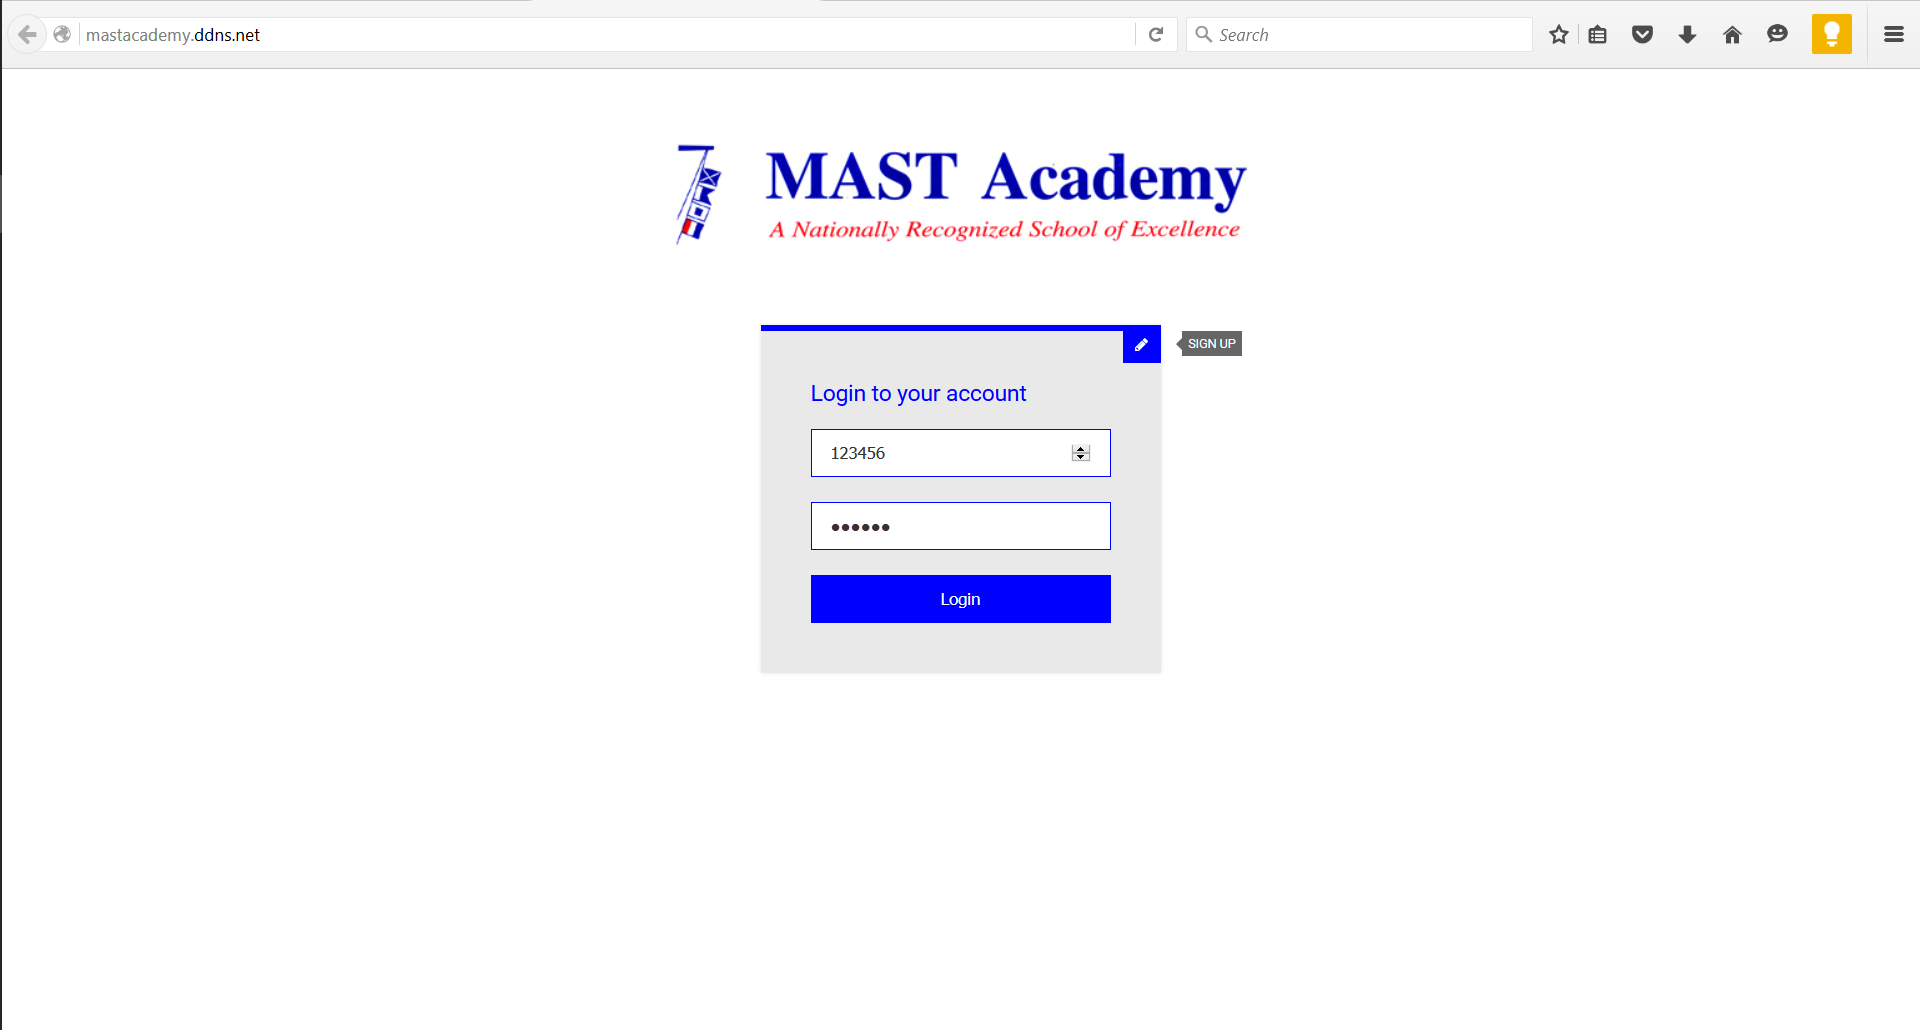 mastacademy.ddns.net
Search
MAST Academy
A Nationally Recognized School of Excellence
SIGN UP
Login to your account
123456
●●●●●●
Login